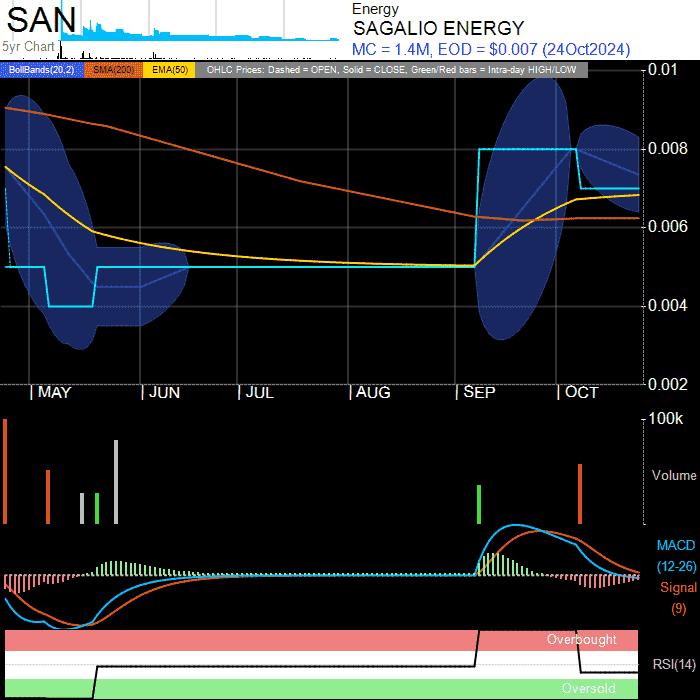 SAN
5yr Chart
Energy
SAGALIO ENERGY
MC = 1.4M, EOD = $0.007 (24Oct2024)
BollBands(20,2) SMA(200) EMA(50) OHLC Prices: Dashed = OPEN, Solid = CLOSE, Green/Red bars = Intra-day HIGH/LOW
0.01
0.008
0.006
0.004
0.002
| MAY | JUN | JUL | AUG | SEP | OCT
100k
Volume
MACD
(12-26)
Signal
(9)
Overbought
RSI(14)
Oversold